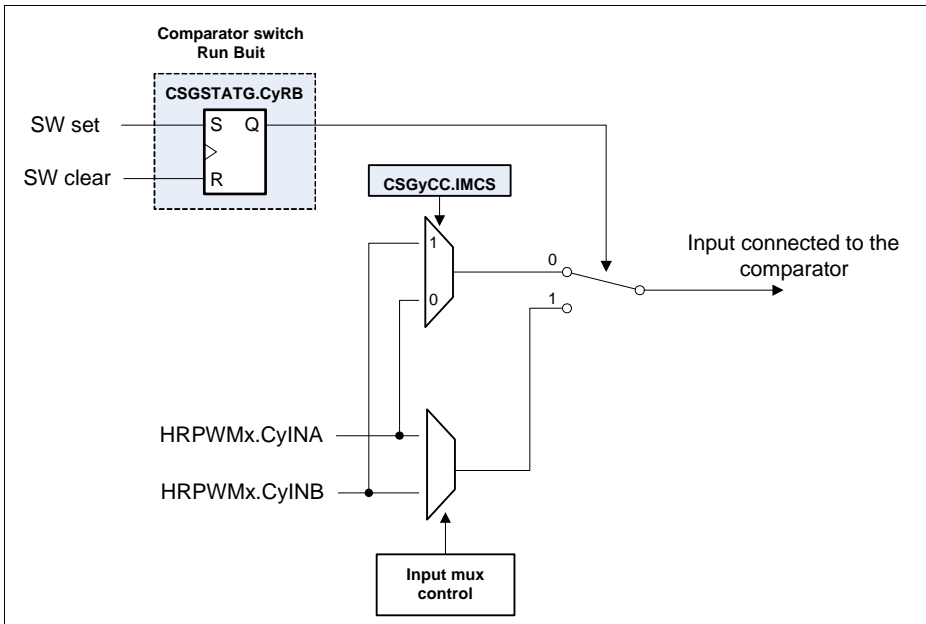 Comparator switch
Run Buit
CSGSTATG.CyRB
SW set
S Q
SW clear
R
CSGyCC.IMCS
1
0
0
1
Input connected to the
comparator
HRPWMx.CyINA
HRPWMx.CyINB
Input mux
control